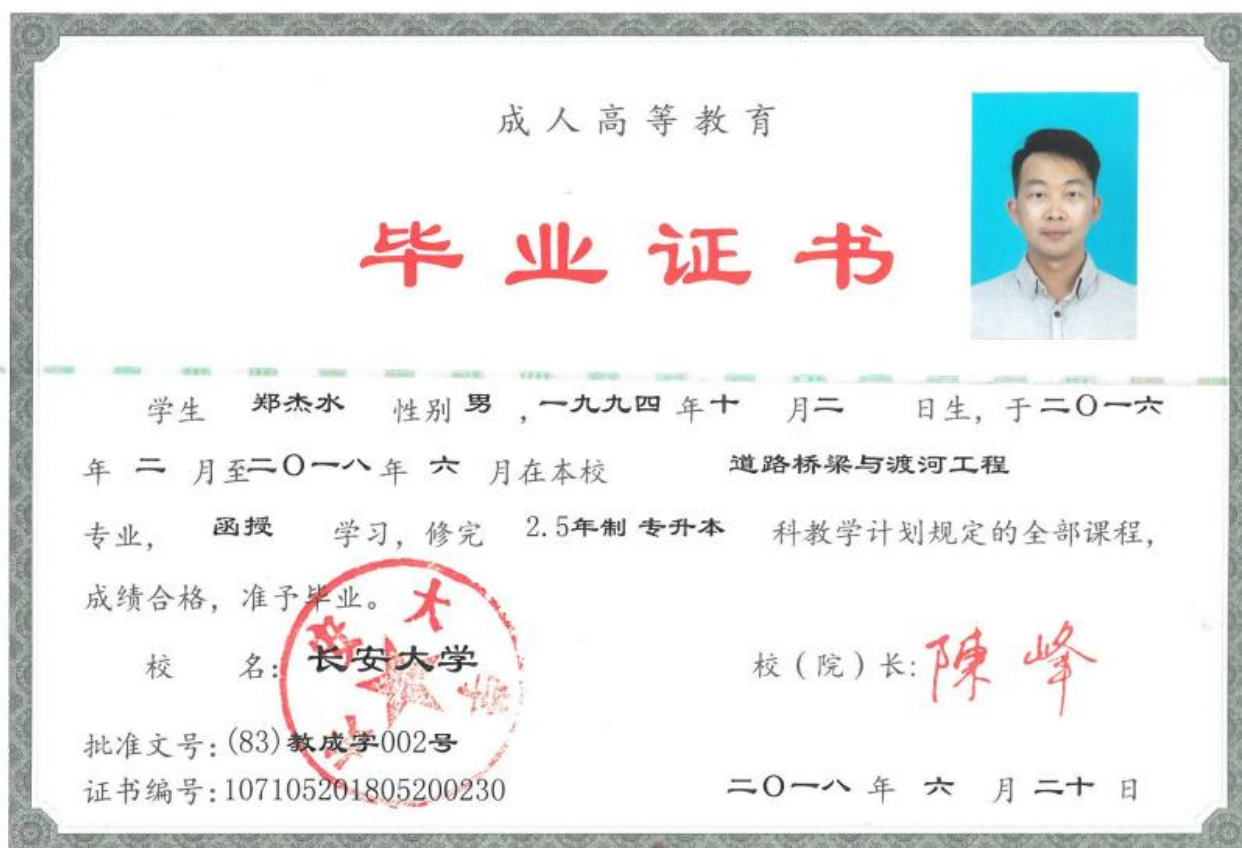 成人高等教育
毕业证书
学生 郑杰水 性别 男 ,一九九四 年 十 月 二 日生, 于 二〇一六
年 二 月至 二〇一八 年 六 月在本校 道路桥梁与渡河工程
专业, 函授 学习, 修完 2.5年制 专升本 科教学计划规定的全部课程,
成绩合格, 准予毕业。
校 名: 长安大学 校(院)长: 陳峰
批准文号: (83)教成字002号
证书编号: 107105201805200230 二〇一八 年 六 月 二十 日
长安大学